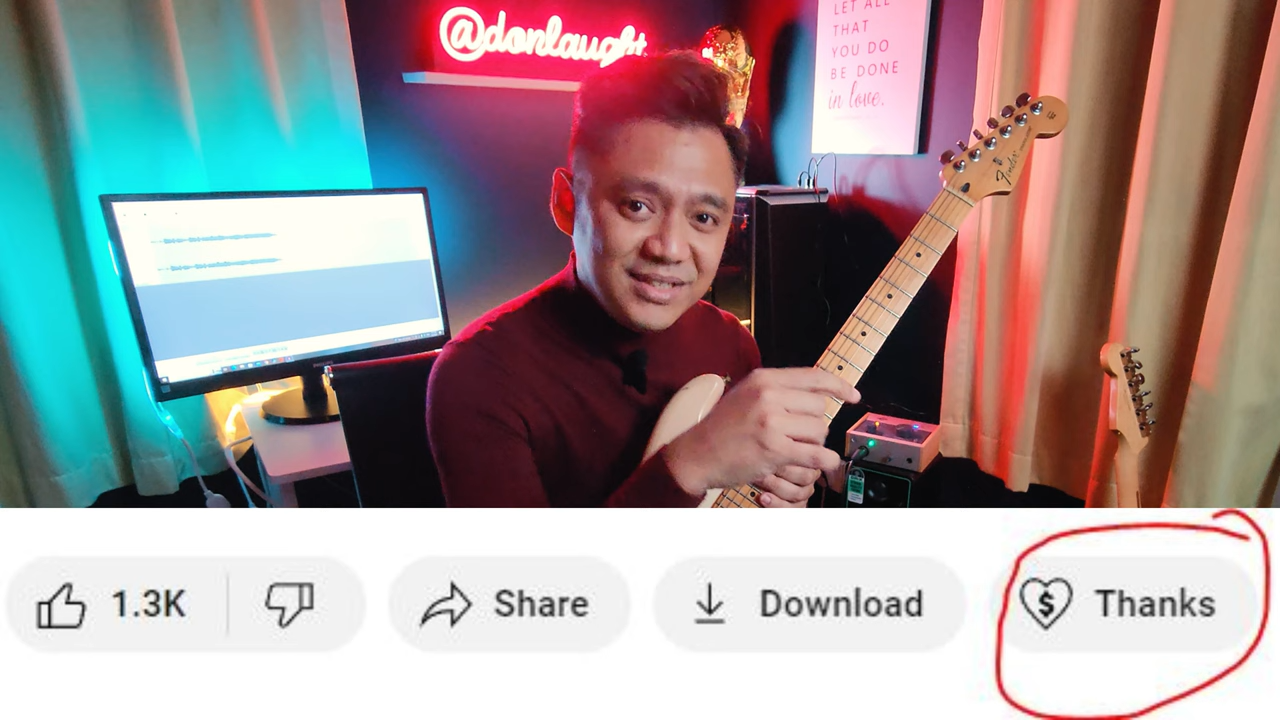 @donlaught
LET ALL
THAT
YOU DO
BE DONE
in love.
Fender
1.3K
Share
Download
Thanks